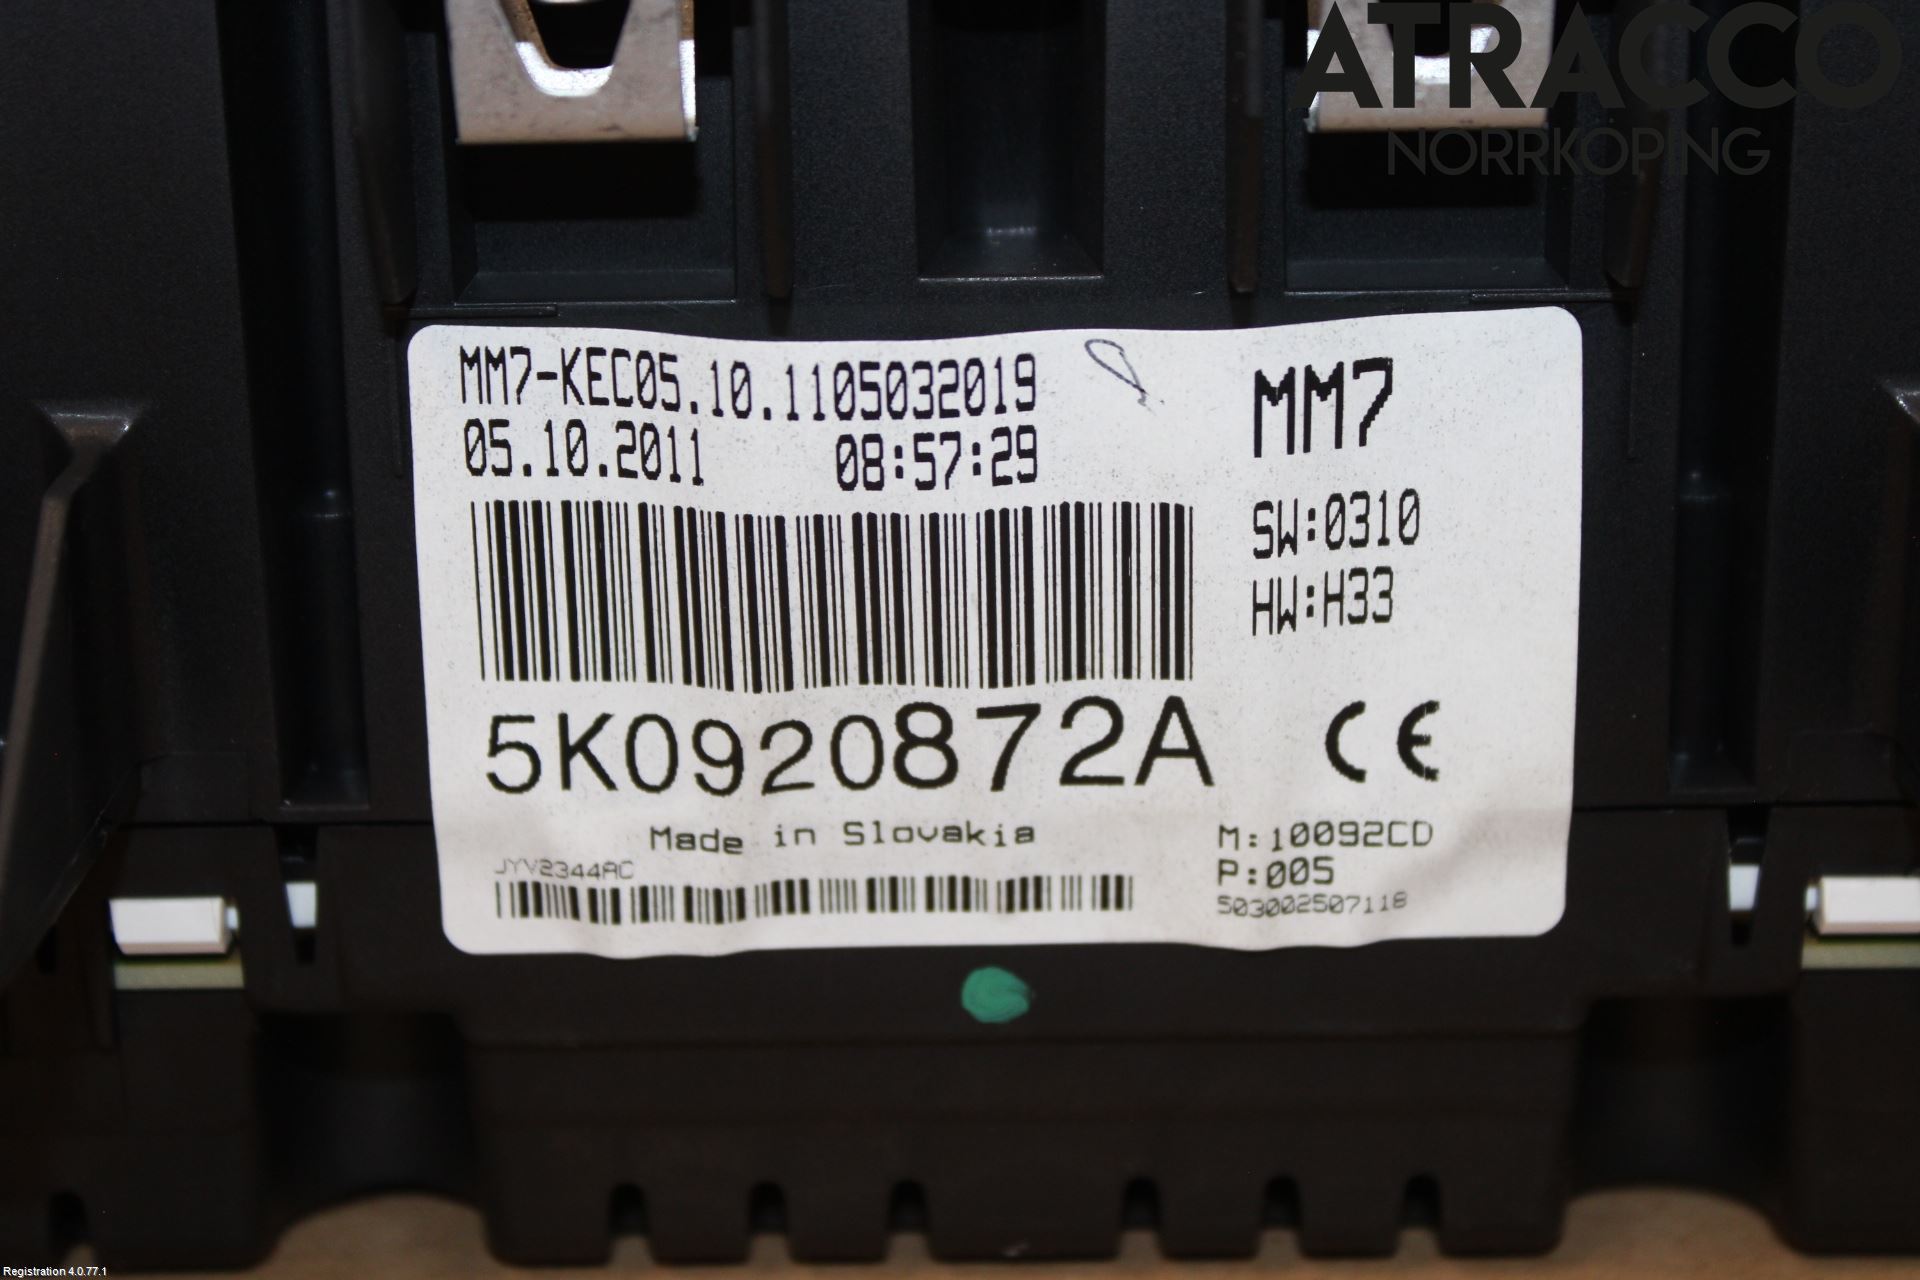 ATRACCO
NORRKÖPING
MM7-KEC05.10.1105032019
05.10.2011 08:57:29
MM7
SW:0310
HW:H33
5K0920872A
CE
Made in Slovakia
JYV2344AC
M:10092CD
P:005
503002507118
Registration 4.0.77.1